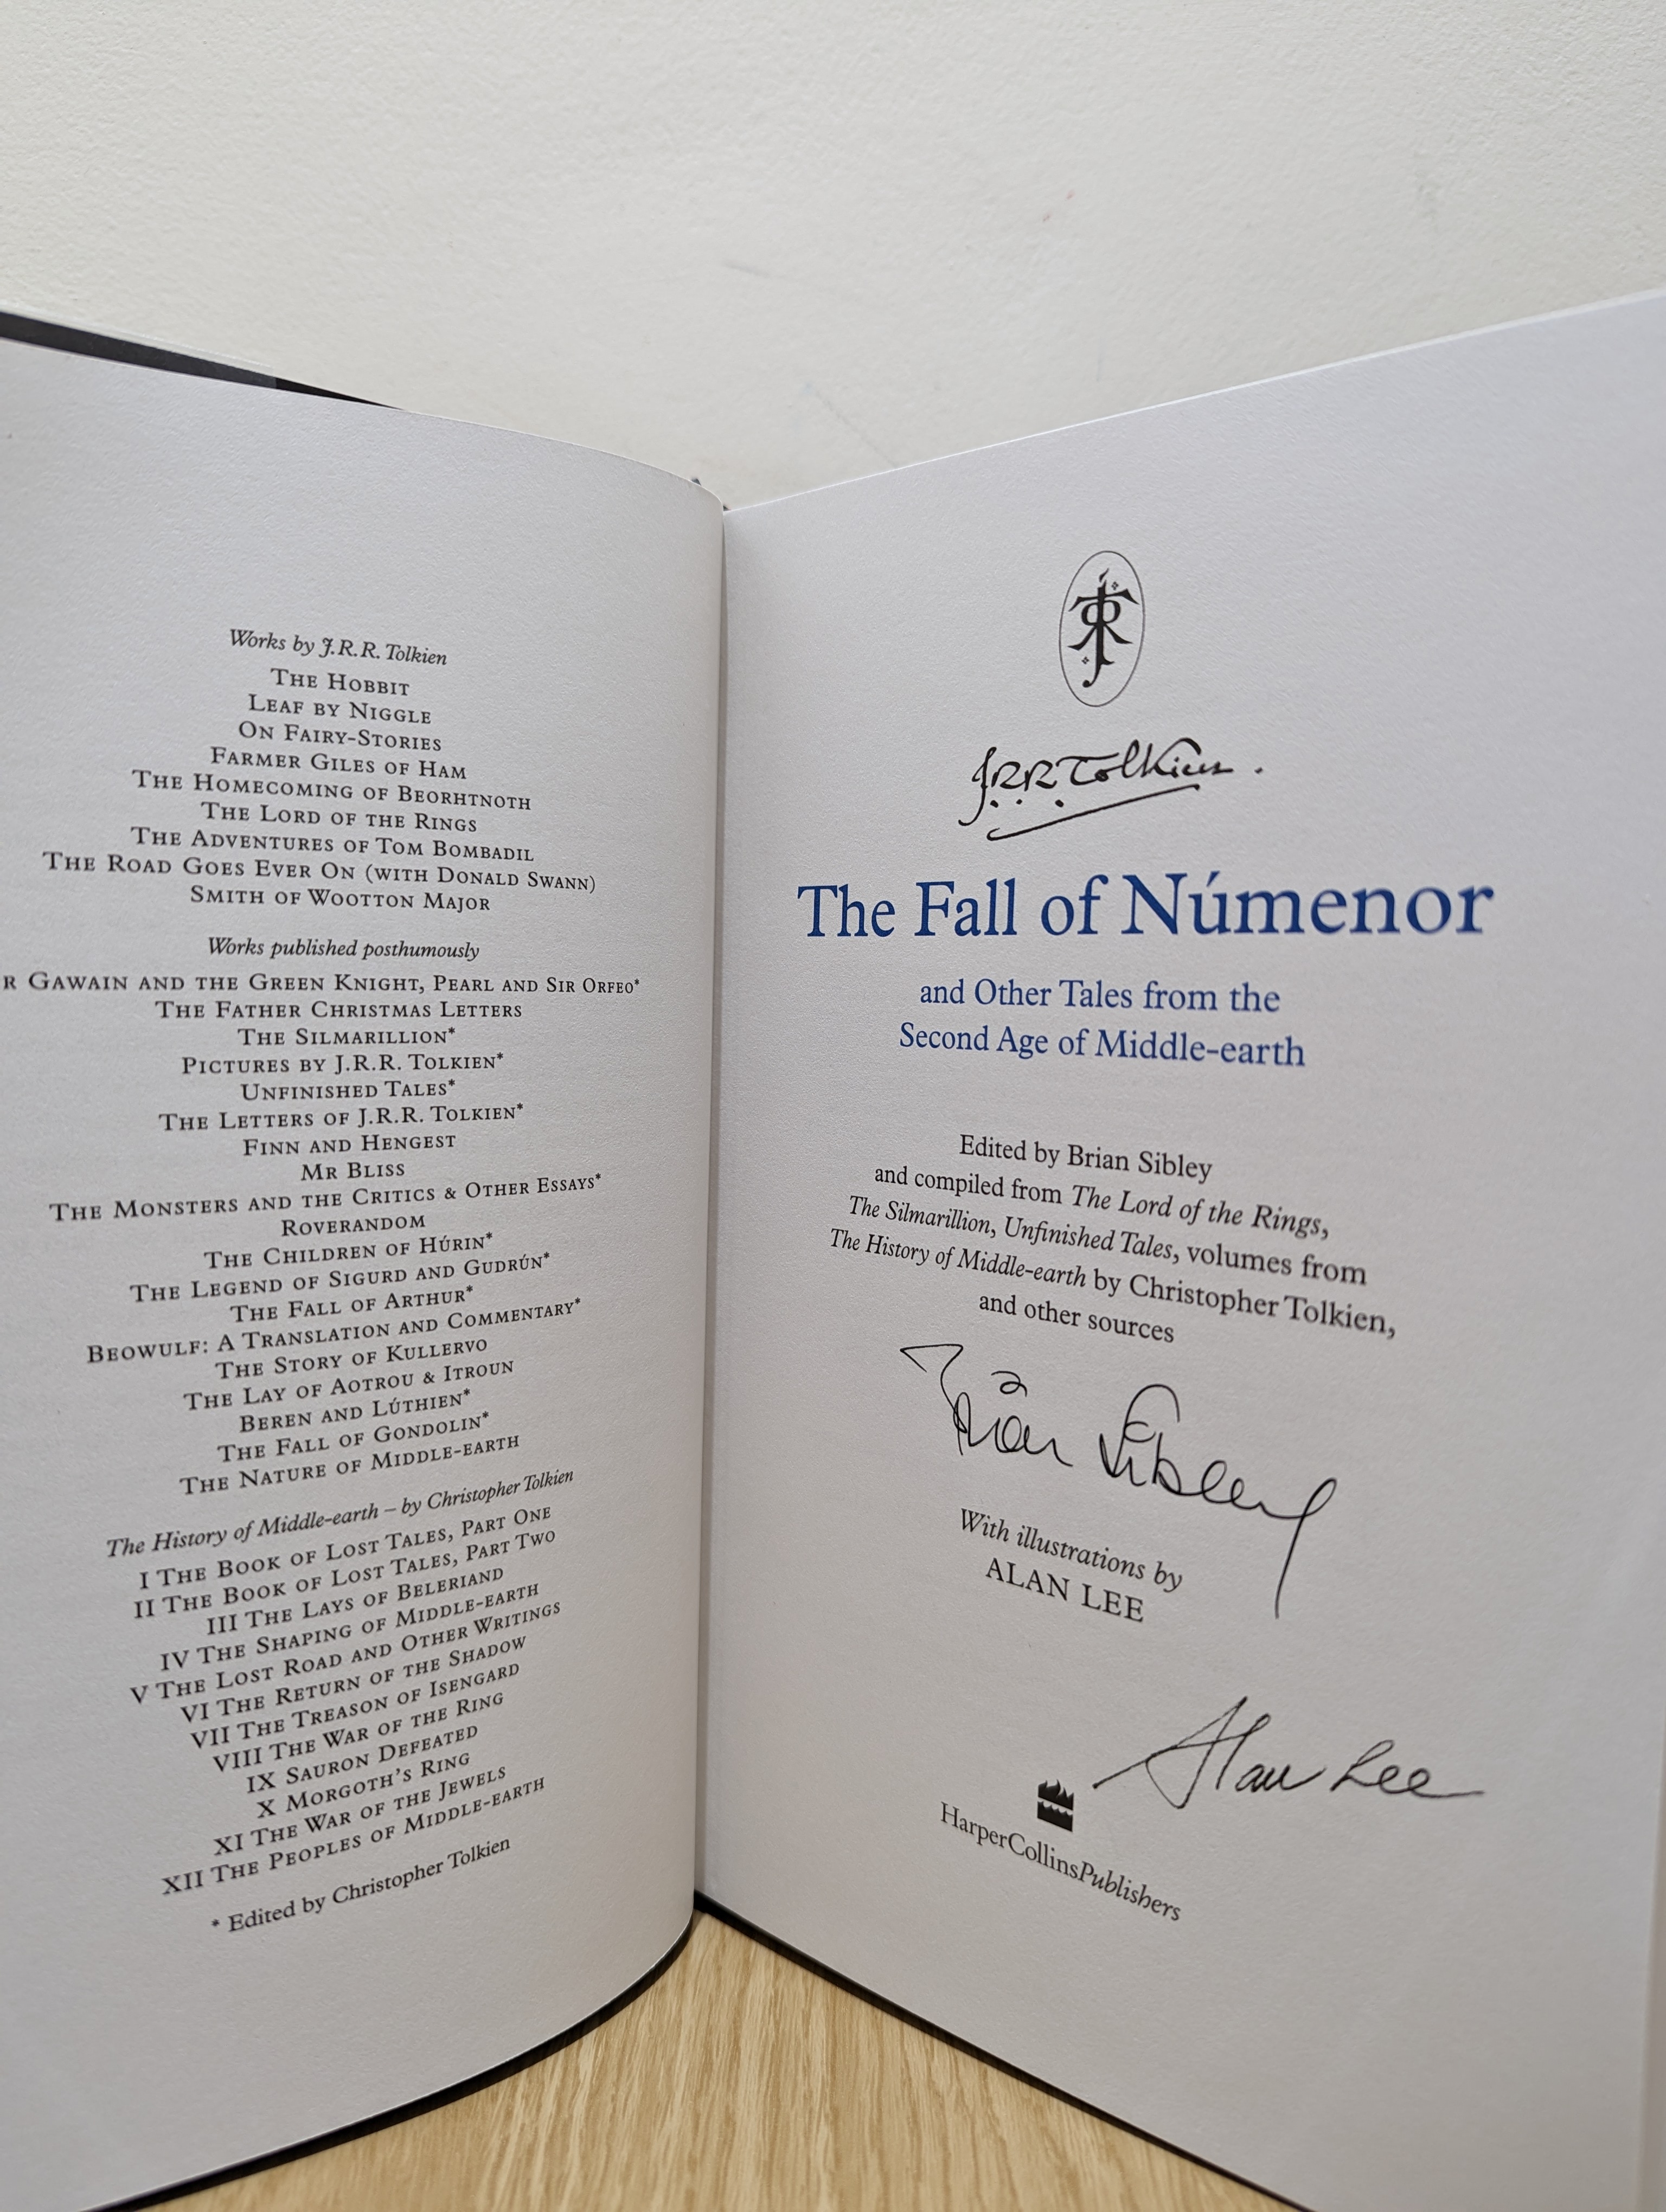 Works by J.R.R. Tolkien
The Hobbit
Leaf by Niggle
On Fairy-Stories
Farmer Giles of Ham
The Homecoming of Beorhtnoth
The Lord of the Rings
The Adventures of Tom Bombadil
The Road Goes Ever On (with Donald Swann)
Smith of Wootton Major
Works published posthumously
r Gawain and the Green Knight, Pearl and Sir Orfeo*
The Father Christmas Letters
The Silmarillion*
Pictures by J.R.R. Tolkien*
Unfinished Tales*
The Letters of J.R.R. Tolkien*
Finn and Hengest
Mr Bliss
The Monsters and the Critics & Other Essays*
Roverandom
The Children of Húrin*
The Legend of Sigurd and Gudrún*
The Fall of Arthur*
Beowulf: A Translation and Commentary*
The Story of Kullervo
The Lay of Aotrou & Itroun
Beren and Lúthien*
The Fall of Gondolin*
The Nature of Middle-earth
The History of Middle-earth – by Christopher Tolkien
I The Book of Lost Tales, Part One
II The Book of Lost Tales, Part Two
III The Lays of Beleriand
IV The Shaping of Middle-earth
V The Lost Road and Other Writings
VI The Return of the Shadow
VII The Treason of Isengard
VIII The War of the Ring
IX Sauron Defeated
X Morgoth's Ring
XI The War of the Jewels
XII The Peoples of Middle-earth
* Edited by Christopher Tolkien
J.R.R. Tolkien.
The Fall of Númenor
and Other Tales from the
Second Age of Middle-earth
Edited by Brian Sibley
and compiled from The Lord of the Rings,
The Silmarillion, Unfinished Tales, volumes from
The History of Middle-earth by Christopher Tolkien,
and other sources
Brian Sibley
With illustrations by
ALAN LEE
Alan Lee
HarperCollinsPublishers